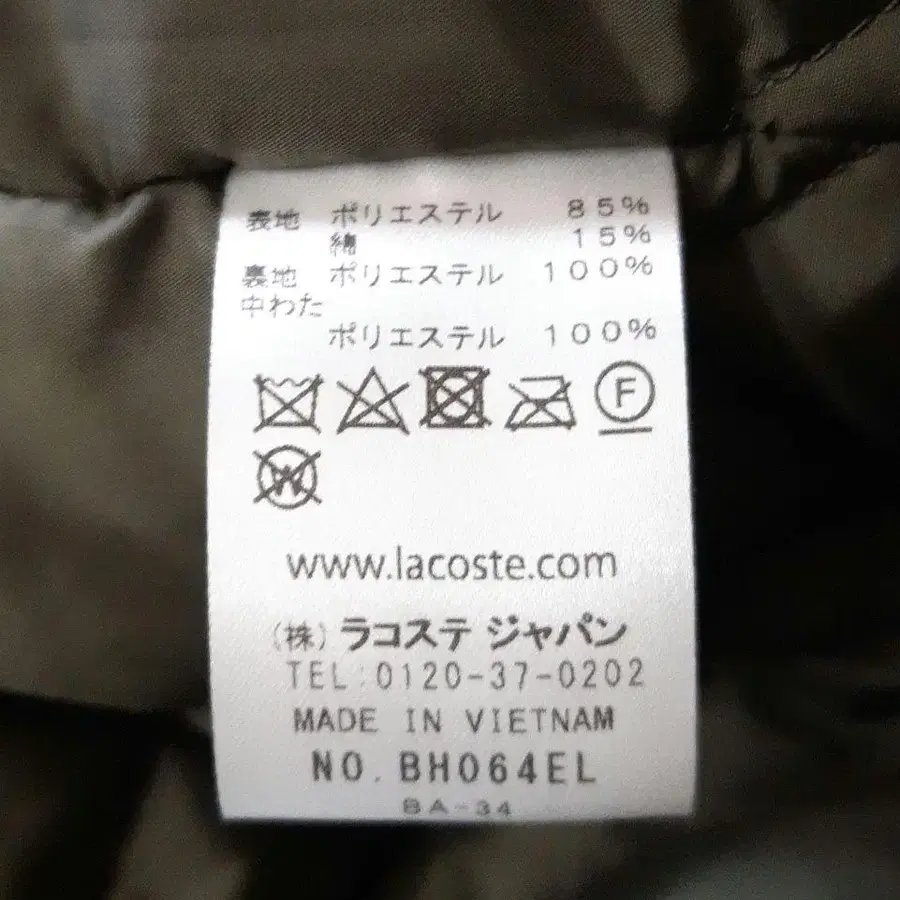 表地 ポリエステル 85%
綿 15%
裏地 ポリエステル 100%
中わた
ポリエステル 100%
F
W
www.lacoste.com
(株) ラコステ ジャパン
TEL:0120-37-0202
MADE IN VIETNAM
NO. BH064EL
BA-34